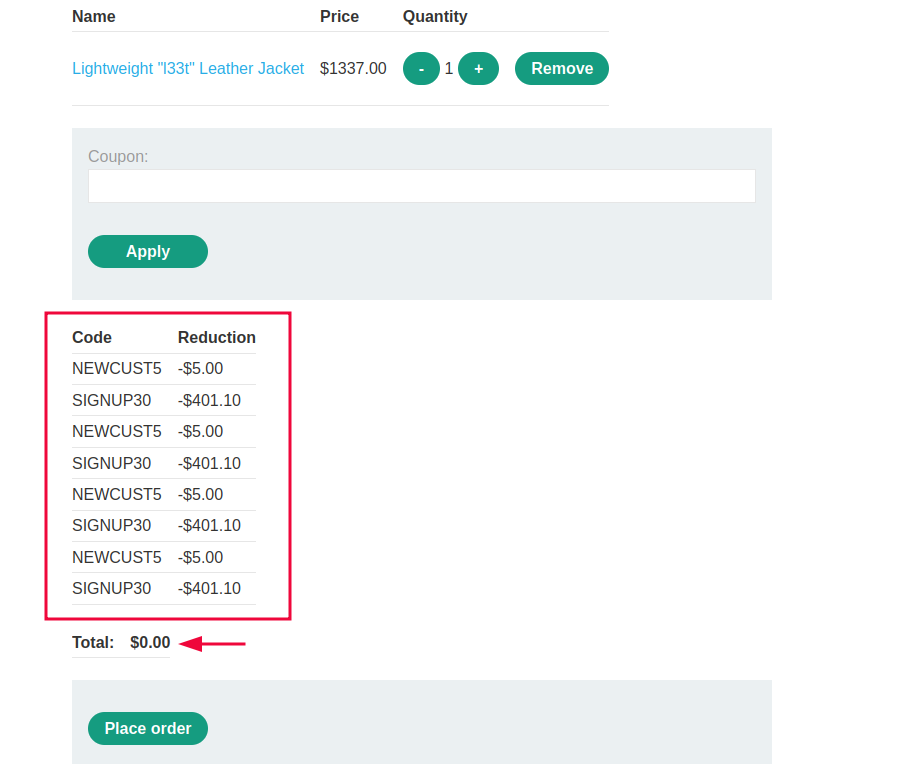 Name Price Quantity
Lightweight "l33t" Leather Jacket $1337.00 - 1 + Remove
Coupon:
Apply
Code Reduction
NEWCUST5 -$5.00
SIGNUP30 -$401.10
NEWCUST5 -$5.00
SIGNUP30 -$401.10
NEWCUST5 -$5.00
SIGNUP30 -$401.10
NEWCUST5 -$5.00
SIGNUP30 -$401.10
Total: $0.00
Place order